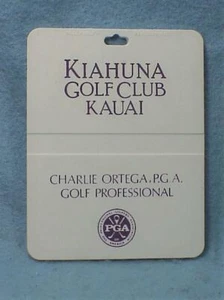 KIAHUNA
GOLF CLUB
KAUAI
CHARLIE ORTEGA, P.G.A.
GOLF PROFESSIONAL
PGA